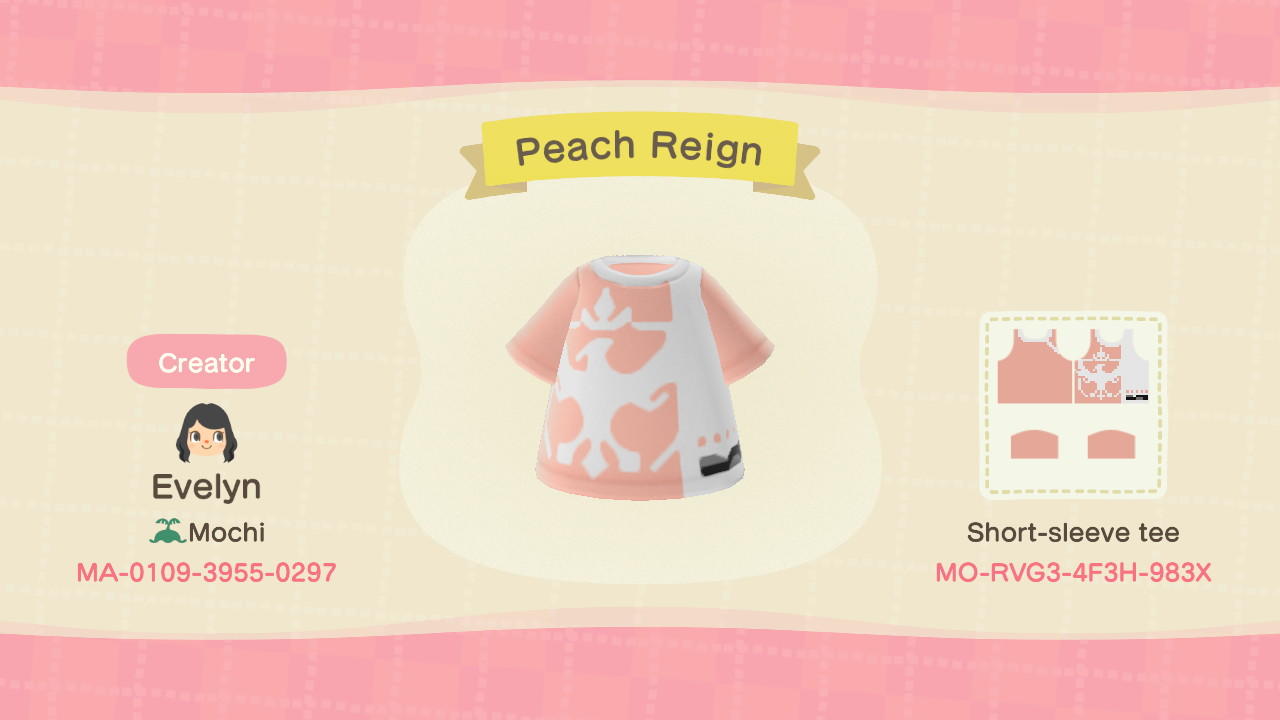 Peach Reign
Creator
Evelyn
Mochi
MA-0109-3955-0297
Short-sleeve tee
MO-RVG3-4F3H-983X